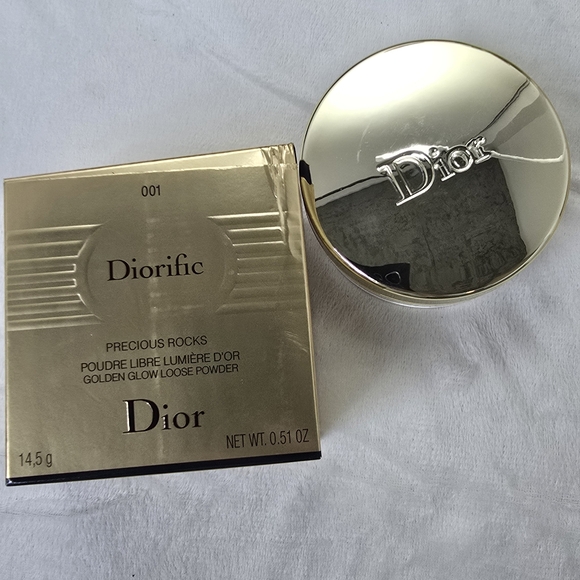 001
Diorific
PRECIOUS ROCKS
POUDRE LIBRE LUMIÈRE D'OR
GOLDEN GLOW LOOSE POWDER
Dior
14,5 g
NET WT. 0.51 OZ
Dior